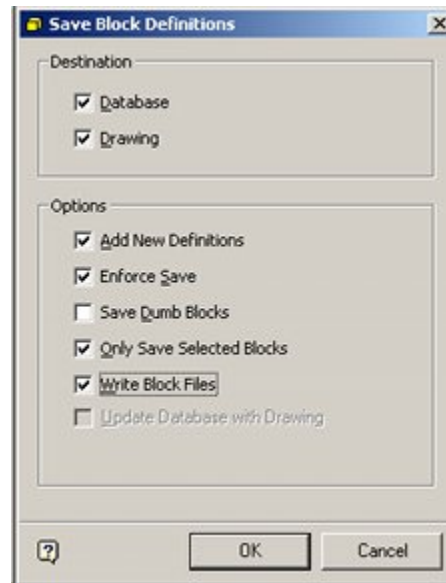 Save Block Definitions
Destination
Database
Drawing
Options
Add New Definitions
Enforce Save
Save Dumb Blocks
Only Save Selected Blocks
Write Block Files
Update Database with Drawing
OK
Cancel